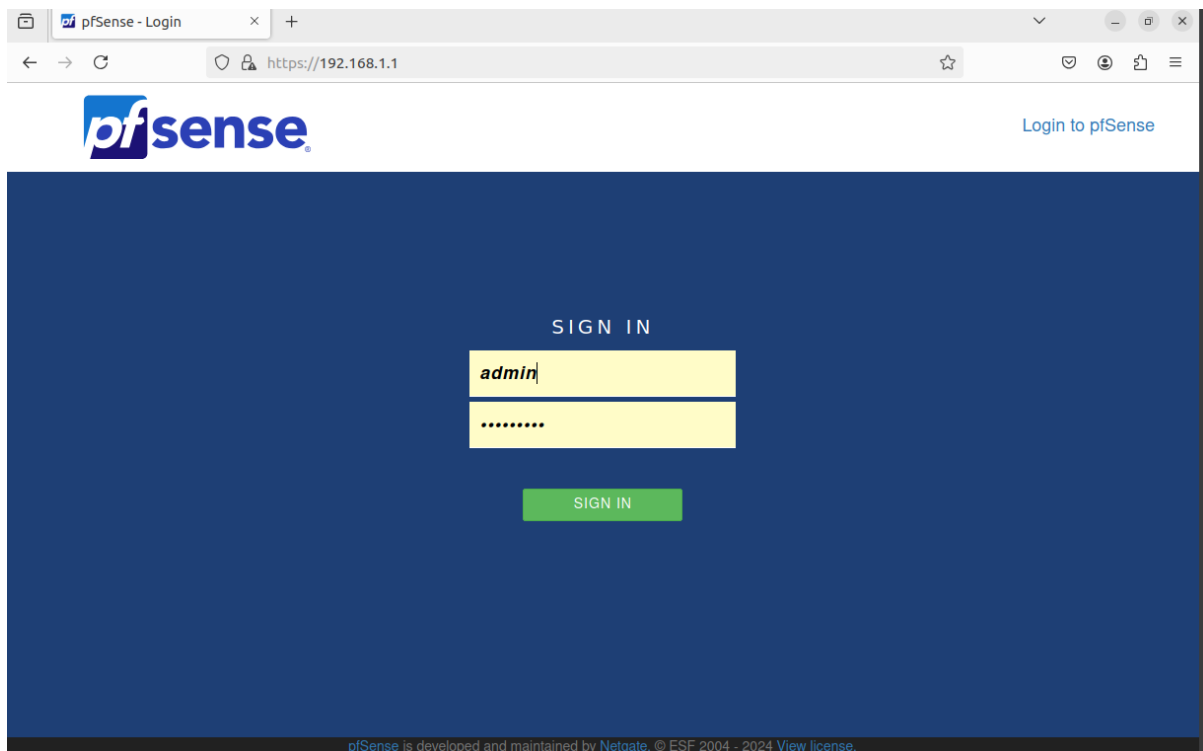 pfSense - Login
https://192.168.1.1
pfsense
Login to pfSense
SIGN IN
admin
•••••••••
SIGN IN
pfSense is developed and maintained by Netgate. © ESF 2004 - 2024 View license.